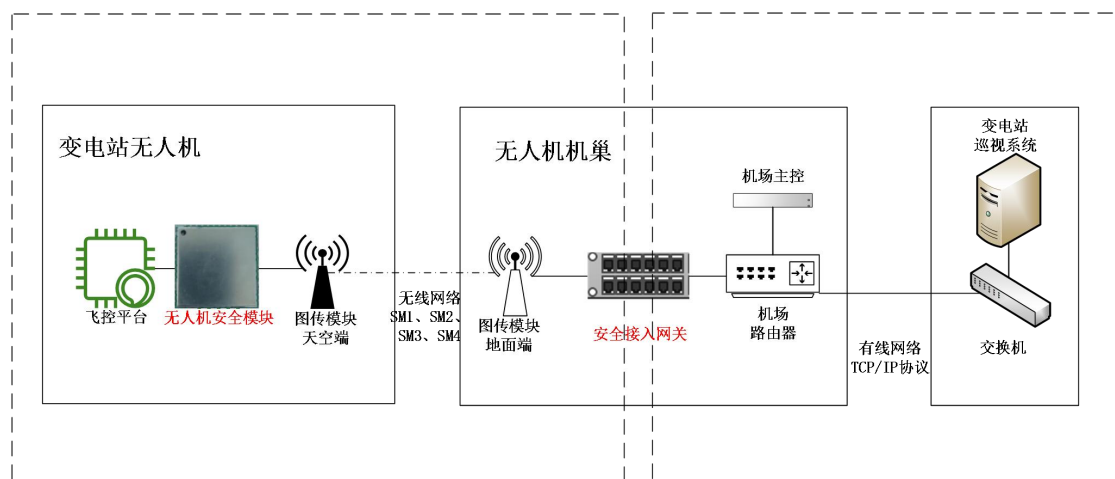 变电站无人机
飞控平台
无人机安全模块
图传模块
天空端
无线网络
SM1、SM2、
SM3、SM4
无人机机巢
图传模块
地面端
安全接入网关
机场主控
机场
路由器
有线网络
TCP/IP协议
变电站
巡视系统
交换机